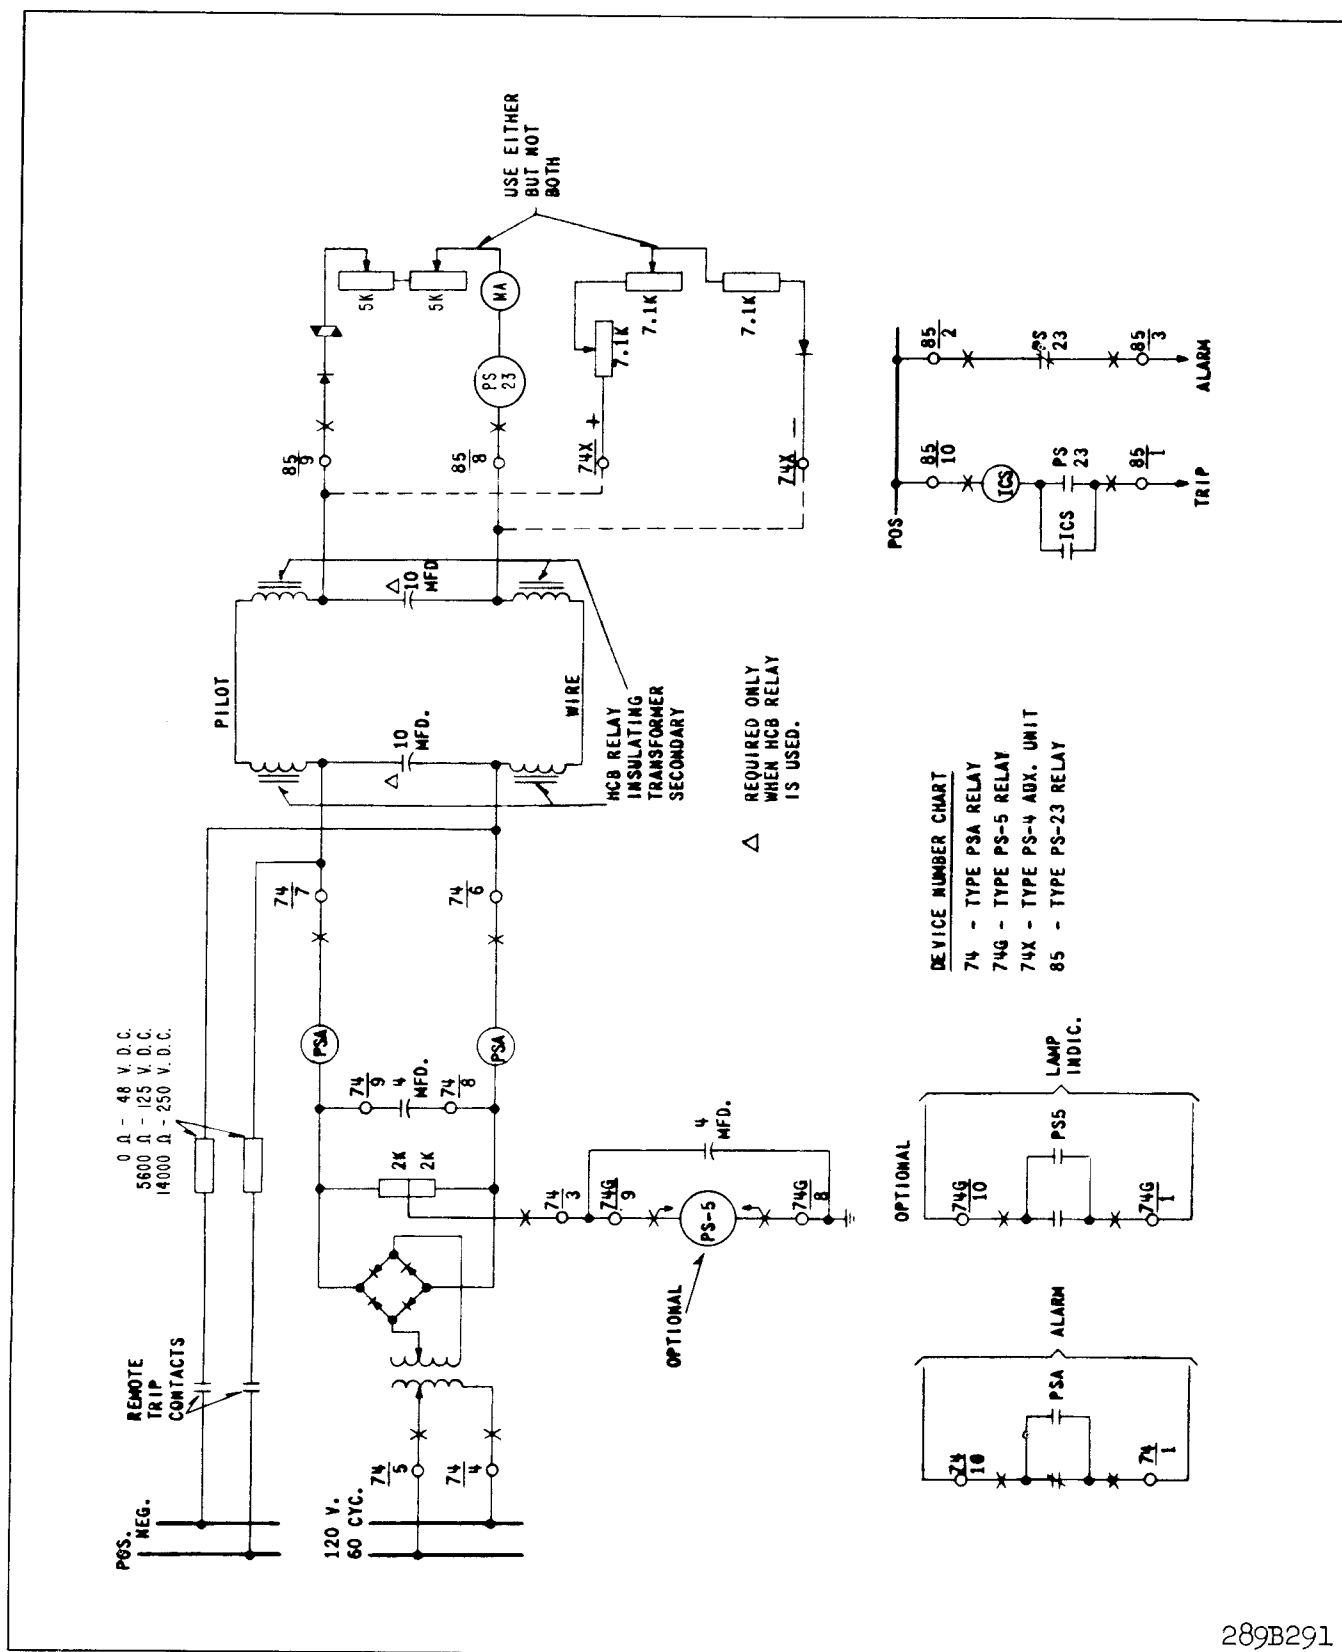 USE EITHER
BUT NOT
BOTH
5K
5K
MA
PS
23
85
9
85
8
7.1K
7.1K
7.1K
74X +
74X −
PILOT
WIRE
△ 10
MFD
△ 10
MFD.
HCB RELAY
INSULATING
TRANSFORMER
SECONDARY
△ REQUIRED ONLY
WHEN HCB RELAY
IS USED.
POS
85
10
ICS
ICS
PS
23
85
1
TRIP
85
2
PS
23
85
3
ALARM
0 Ω - 48 V.D.C.
5600 Ω - 125 V.D.C.
14000 Ω - 250 V.D.C.
REMOTE
TRIP
CONTACTS
POS.
NEG.
120 V.
60 CYC.
74
5
74
4
74
7
74
6
PSA
PSA
74
9
4
MFD.
74
8
2K
2K
74
3
74G
9
PS-5
74G
8
4
MFD.
OPTIONAL
DEVICE NUMBER CHART
74 - TYPE PSA RELAY
74G - TYPE PS-5 RELAY
74X - TYPE PS-4 AUX. UNIT
85 - TYPE PS-23 RELAY
OPTIONAL
74G
10
PS5
74G
1
LAMP
INDIC.
74
10
PSA
74
1
ALARM
289B291